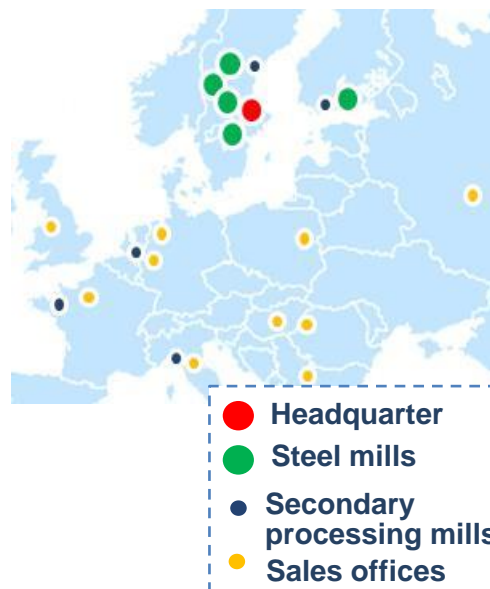 Headquarter
Steel mills
Secondary
processing mills
Sales offices